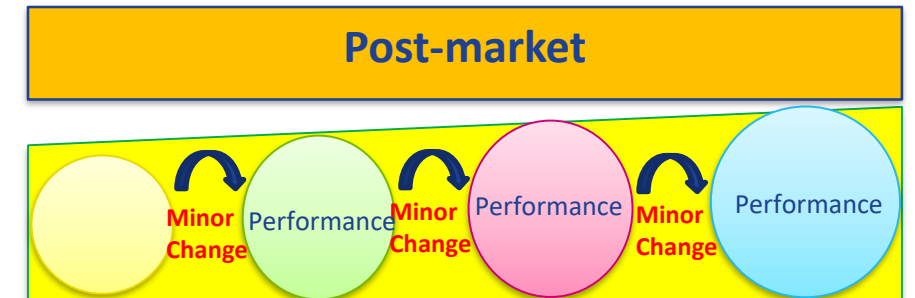 Post-market
Minor
Change
Performance
Minor
Change
Performance
Minor
Change
Performance